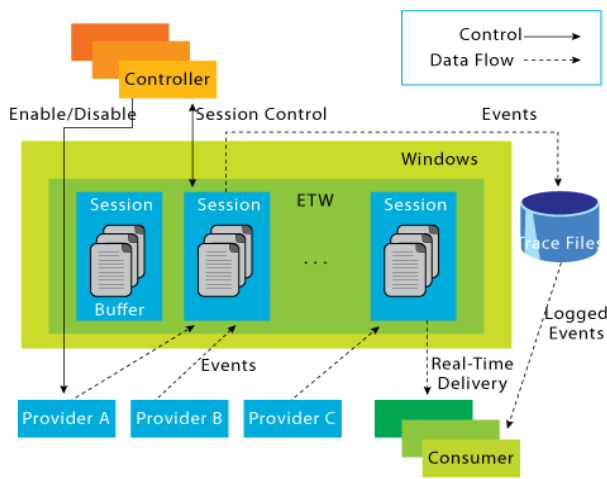 Control
Data Flow
Controller
Enable/Disable
Session Control
Events
Windows
ETW
Session
Session
Session
Trace Files
...
Buffer
Logged
Events
Events
Real-Time
Delivery
Provider A
Provider B
Provider C
Consumer